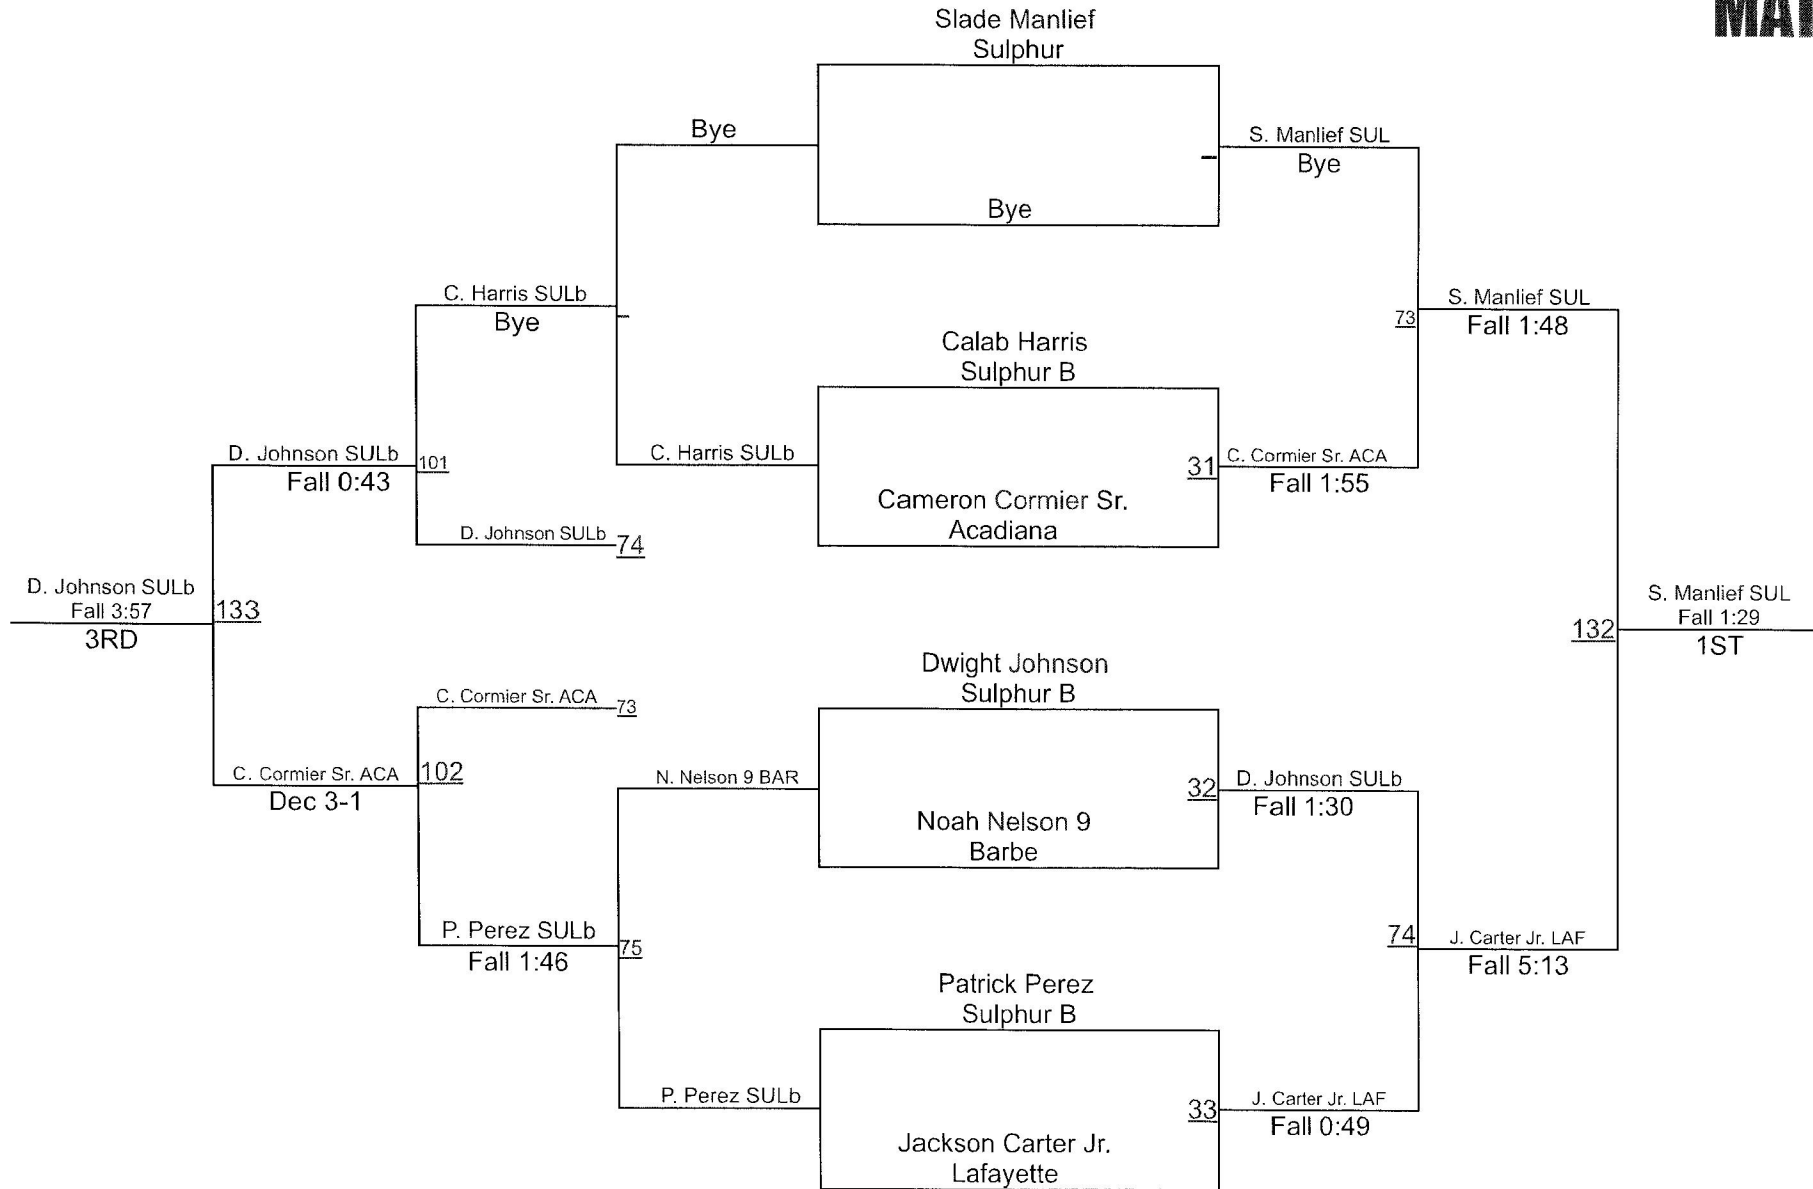 MAT
Slade Manlief
Sulphur
Bye
S. Manlief SUL
Bye
Bye
C. Harris SULb
Bye
S. Manlief SUL
73
Fall 1:48
Calab Harris
Sulphur B
D. Johnson SULb
101
Fall 0:43
C. Harris SULb
31
C. Cormier Sr. ACA
Fall 1:55
Cameron Cormier Sr.
Acadiana
D. Johnson SULb
74
D. Johnson SULb
Fall 3:57
133
3RD
S. Manlief SUL
Fall 1:29
132
1ST
Dwight Johnson
Sulphur B
C. Cormier Sr. ACA
73
C. Cormier Sr. ACA
102
Dec 3-1
N. Nelson 9 BAR
32
D. Johnson SULb
Fall 1:30
Noah Nelson 9
Barbe
P. Perez SULb
75
Fall 1:46
74
J. Carter Jr. LAF
Fall 5:13
Patrick Perez
Sulphur B
P. Perez SULb
33
J. Carter Jr. LAF
Fall 0:49
Jackson Carter Jr.
Lafayette